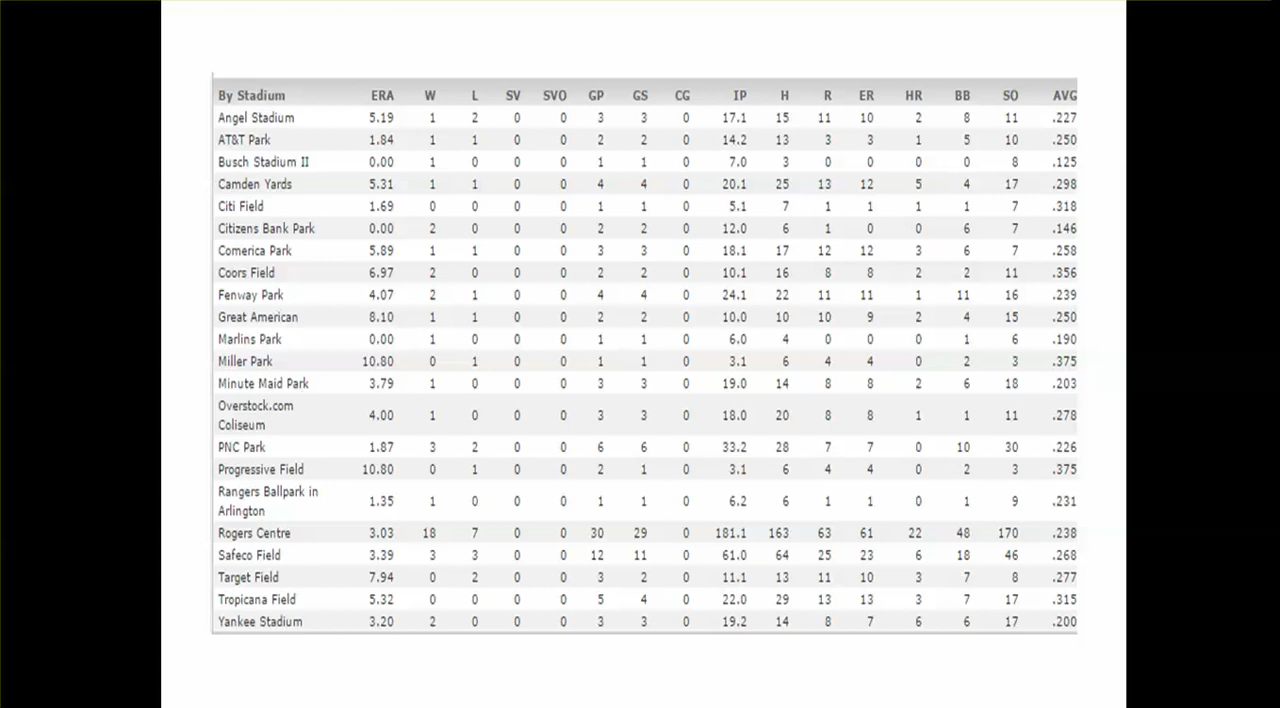 By Stadium ERA W L SV SVO GP GS CG IP H R ER HR BB SO AVG
Angel Stadium 5.19 1 2 0 0 3 3 0 17.1 15 11 10 2 8 11 .227
AT&T Park 1.84 1 1 0 0 2 2 0 14.2 13 3 3 1 5 10 .250
Busch Stadium II 0.00 1 0 0 0 1 1 0 7.0 3 0 0 0 0 8 .125
Camden Yards 5.31 1 1 0 0 4 4 0 20.1 25 13 12 5 4 17 .298
Citi Field 1.69 0 0 0 0 1 1 0 5.1 7 1 1 1 1 7 .318
Citizens Bank Park 0.00 2 0 0 0 2 2 0 12.0 6 1 0 0 6 7 .146
Comerica Park 5.89 1 1 0 0 3 3 0 18.1 17 12 12 3 6 7 .258
Coors Field 6.97 2 0 0 0 2 2 0 10.1 16 8 8 2 2 11 .356
Fenway Park 4.07 2 1 0 0 4 4 0 24.1 22 11 11 1 11 16 .239
Great American 8.10 1 1 0 0 2 2 0 10.0 10 10 9 2 4 15 .250
Marlins Park 0.00 1 0 0 0 1 1 0 6.0 4 0 0 0 1 6 .190
Miller Park 10.80 0 1 0 0 1 1 0 3.1 6 4 4 0 2 3 .375
Minute Maid Park 3.79 1 0 0 0 3 3 0 19.0 14 8 8 2 6 18 .203
Overstock.com
Coliseum 4.00 1 0 0 0 3 3 0 18.0 20 8 8 1 1 11 .278
PNC Park 1.87 3 2 0 0 6 6 0 33.2 28 7 7 0 10 30 .226
Progressive Field 10.80 0 1 0 0 2 1 0 3.1 6 4 4 0 2 3 .375
Rangers Ballpark in
Arlington 1.35 1 0 0 0 1 1 0 6.2 6 1 1 0 1 9 .231
Rogers Centre 3.03 18 7 0 0 30 29 0 181.1 163 63 61 22 48 170 .238
Safeco Field 3.39 3 3 0 0 12 11 0 61.0 64 25 23 6 18 46 .268
Target Field 7.94 0 2 0 0 3 2 0 11.1 13 11 10 3 7 8 .277
Tropicana Field 5.32 0 0 0 0 5 4 0 22.0 29 13 13 3 7 17 .315
Yankee Stadium 3.20 2 0 0 0 3 3 0 19.2 14 8 7 6 6 17 .200